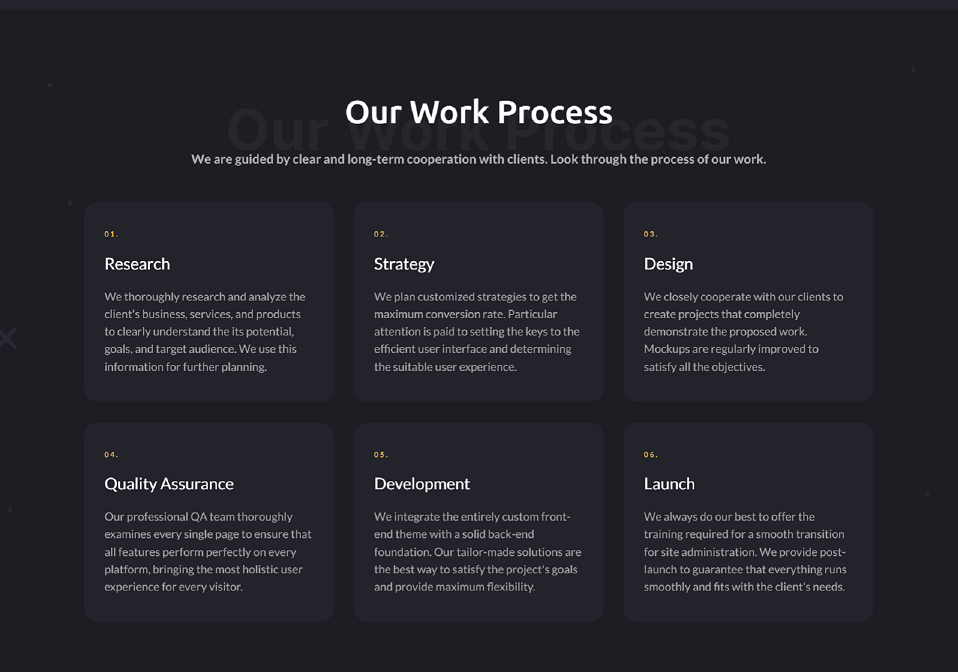 Our Work Process
Our Work Process
We are guided by clear and long-term cooperation with clients. Look through the process of our work.
01.
Research
We thoroughly research and analyze the
client's business, services, and products
to clearly understand the its potential,
goals, and target audience. We use this
information for further planning.
02.
Strategy
We plan customized strategies to get the
maximum conversion rate. Particular
attention is paid to setting the keys to the
efficient user interface and determining
the suitable user experience.
03.
Design
We closely cooperate with our clients to
create projects that completely
demonstrate the proposed work.
Mockups are regularly improved to
satisfy all the objectives.
04.
Quality Assurance
Our professional QA team thoroughly
examines every single page to ensure that
all features perform perfectly on every
platform, bringing the most holistic user
experience for every visitor.
05.
Development
We integrate the entirely custom front-
end theme with a solid back-end
foundation. Our tailor-made solutions are
the best way to satisfy the project's goals
and provide maximum flexibility.
06.
Launch
We always do our best to offer the
training required for a smooth transition
for site administration. We provide post-
launch to guarantee that everything runs
smoothly and fits with the client's needs.